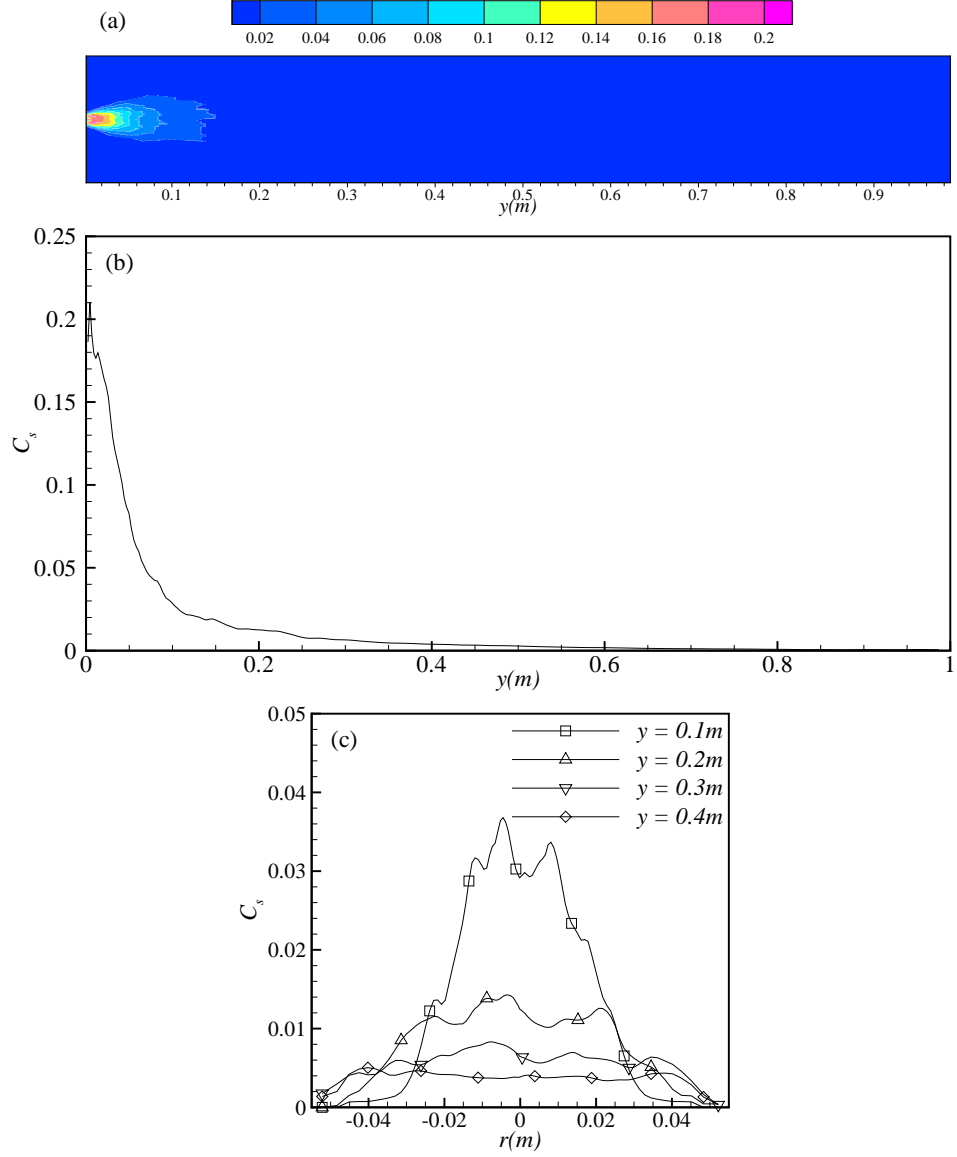 (a)
0.02 0.04 0.06 0.08 0.1 0.12 0.14 0.16 0.18 0.2
0.1 0.2 0.3 0.4 0.5 0.6 0.7 0.8 0.9
y(m)
(b)
0.25
0.2
0.15
0.1
0.05
0
C_s
0 0.2 0.4 0.6 0.8 1
y(m)
(c)
0.05
0.04
0.03
0.02
0.01
0
C_s
y = 0.1m
y = 0.2m
y = 0.3m
y = 0.4m
-0.04 -0.02 0 0.02 0.04
r(m)